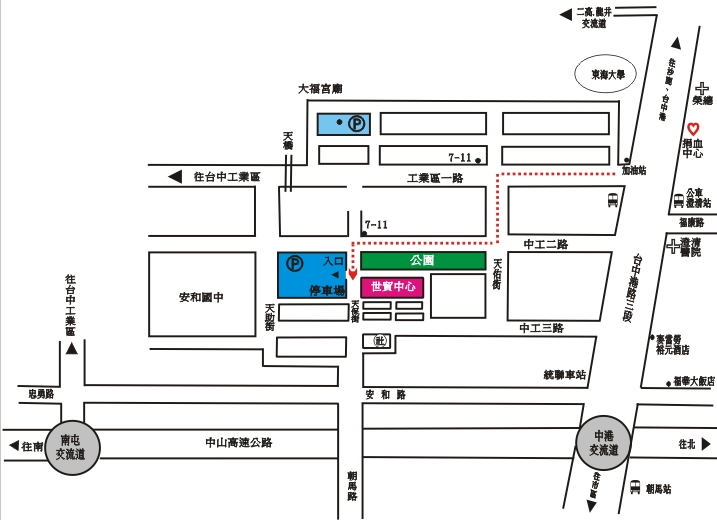 二高.龍井
交流道
東海大學
往沙鹿、台中港
榮總
大福宮廟
P
天橋
7-11
捐血
中心
加油站
往台中工業區
工業區一路
公車
澄清站
7-11
福康路
中工二路
澄清
醫院
P
入口
停車場
公園
世貿中心
天佑街
台中港路三段
往台中工業區
安和國中
天助街
天保街
中工三路
麥當勞
裕元酒店
統聯車站
福華大飯店
忠勇路
安和路
往南
南屯
交流道
中山高速公路
中港
交流道
往北
朝馬路
往市區
朝馬站